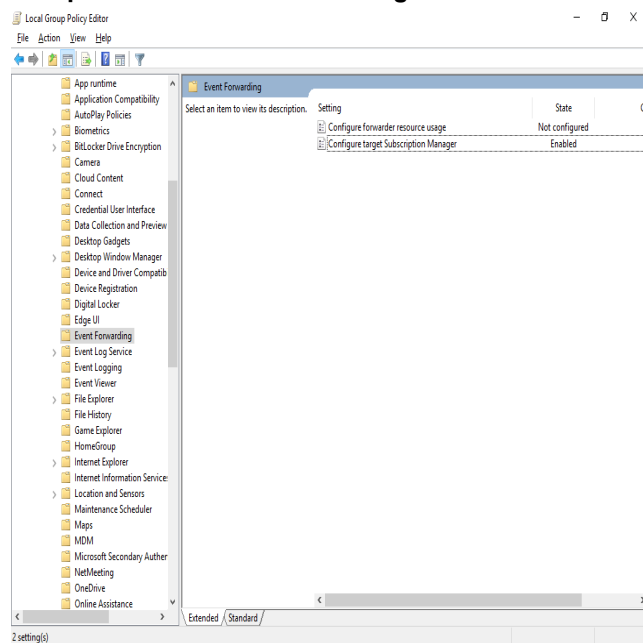 Local Group Policy Editor
File Action View Help
App runtime
Application Compatibility
AutoPlay Policies
Biometrics
BitLocker Drive Encryption
Camera
Cloud Content
Connect
Credential User Interface
Data Collection and Preview
Desktop Gadgets
Desktop Window Manager
Device and Driver Compatib
Device Registration
Digital Locker
Edge UI
Event Forwarding
Event Log Service
Event Logging
Event Viewer
File Explorer
File History
Game Explorer
HomeGroup
Internet Explorer
Internet Information Service
Location and Sensors
Maintenance Scheduler
Maps
MDM
Microsoft Secondary Auther
NetMeeting
OneDrive
Online Assistance
Event Forwarding
Select an item to view its description.
Setting State
Configure forwarder resource usage Not configured
Configure target Subscription Manager Enabled
Extended Standard
2 setting(s)